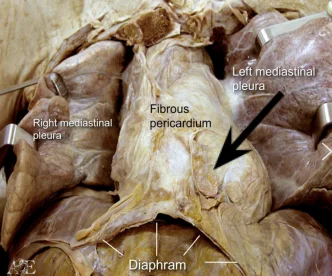 Left mediastinal
pleura
Fibrous
pericardium
Right mediastinal
pleura
Diaphram
A E